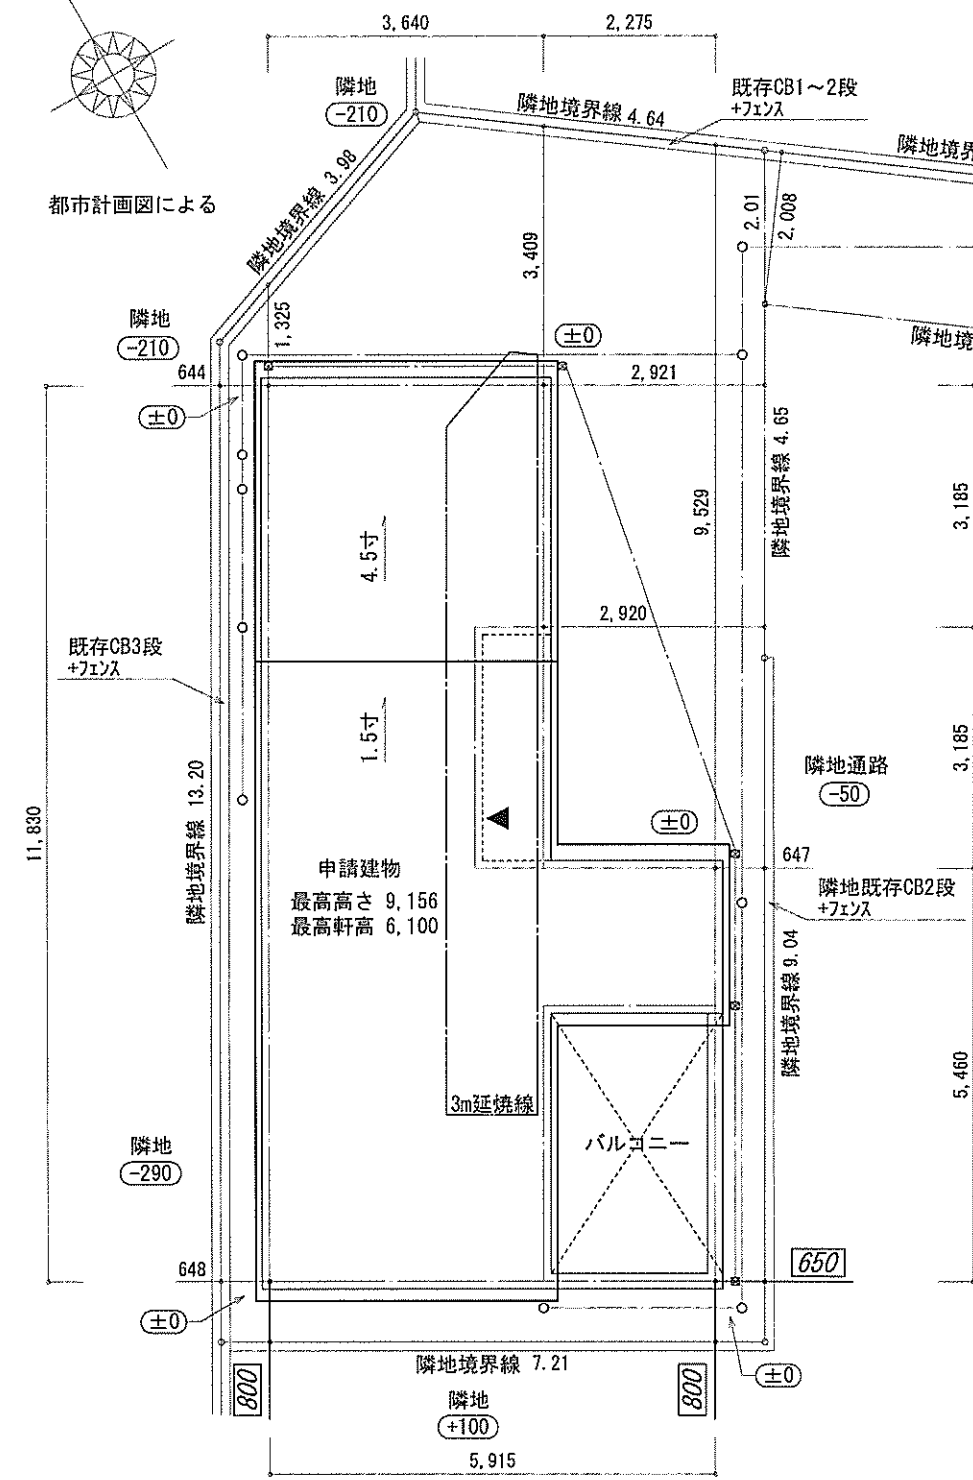 3,640
2,275
隣地
-210
既存CB1～2段
+フェンス
隣地境界線 4.64
隣地境界
隣地境界線 3.98
都市計画図による
2.01
2,008
3,409
隣地
-210
1,325
±0
隣地境
644
2,921
±0
隣地境界線 4.65
3,185
9,529
4.5寸
2,920
既存CB3段
+フェンス
1.5寸
3,185
隣地通路
-50
隣地境界線 13.20
11,830
±0
647
申請建物
最高高さ 9,156
最高軒高 6,100
隣地既存CB2段
+フェンス
隣地境界線 9.04
5,460
3m延焼線
バルコニー
隣地
-290
648
650
±0
隣地境界線 7.21
±0
800
800
隣地
+100
5,915